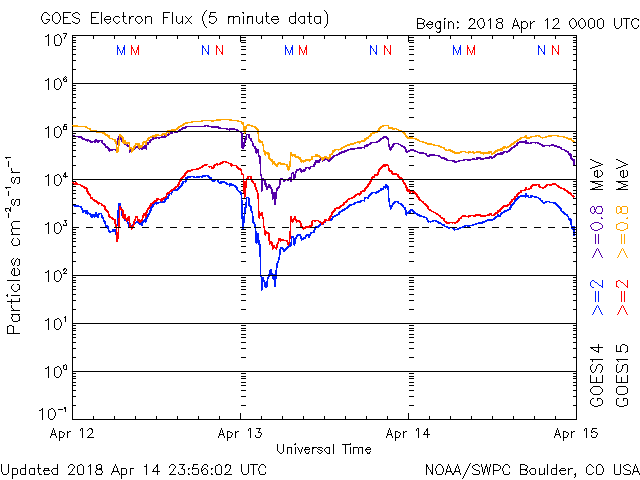 GOES Electron Flux (5 minute data)
Begin: 2018 Apr 12 0000 UTC
10⁷
M M N N M M N N M M N N
10⁶
10⁵
10⁴
10³
10²
10¹
10⁰
10⁻¹
Particles cm⁻²s⁻¹sr⁻¹
Apr 12 Apr 13 Apr 14 Apr 15
Universal Time
GOES14 >=2 >=0.8 MeV
GOES15 >=2 >=0.8 MeV
Updated 2018 Apr 14 23:56:02 UTC
NOAA/SWPC Boulder, CO USA